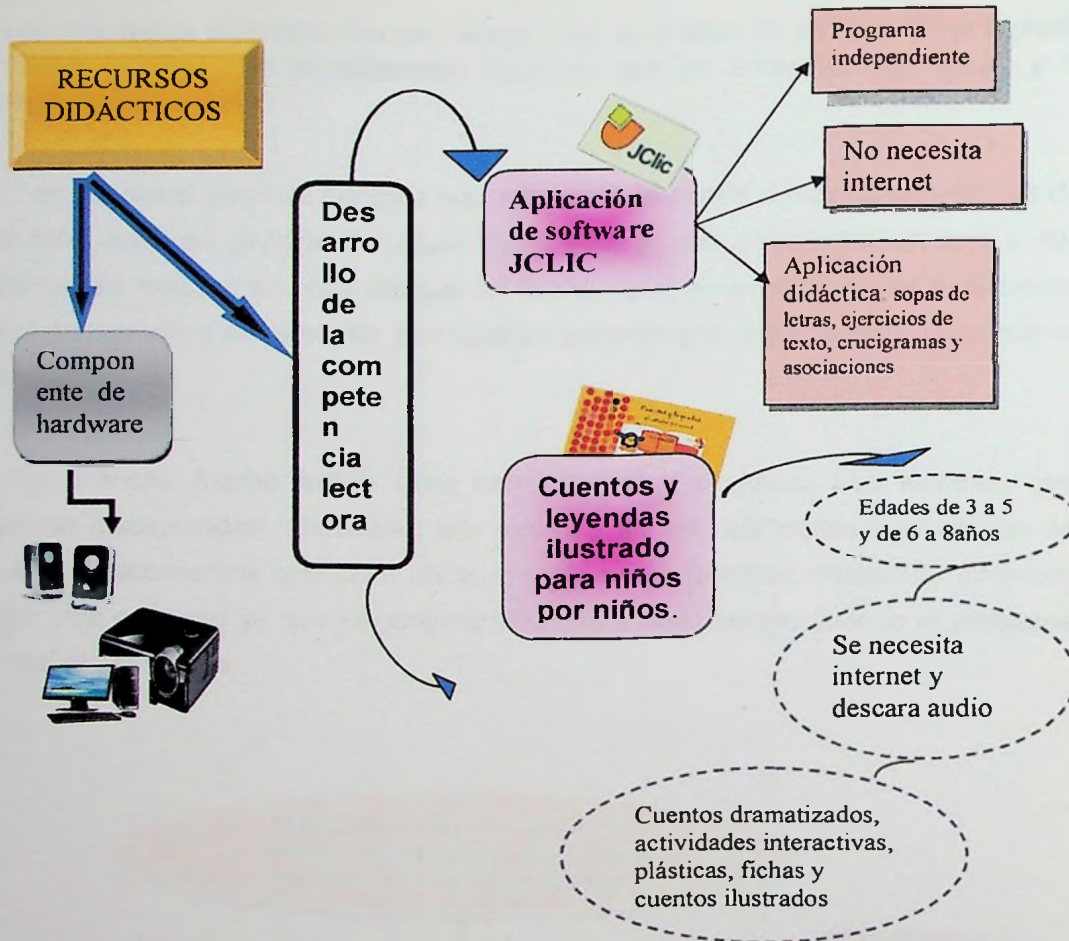 RECURSOS
DIDÁCTICOS
Compon
ente de
hardware
Des
arro
llo
de
la
com
pete
n
cia
lect
ora
JClic
Aplicación
de software
JCLIC
Programa
independiente
No necesita
internet
Aplicación
didáctica: sopas de
letras, ejercicios de
texto, crucigramas y
asociaciones
Cuentos y
leyendas
ilustrado
para niños
por niños.
Edades de 3 a 5
y de 6 a 8años
Se necesita
internet y
descara audio
Cuentos dramatizados,
actividades interactivas,
plásticas, fichas y
cuentos ilustrados